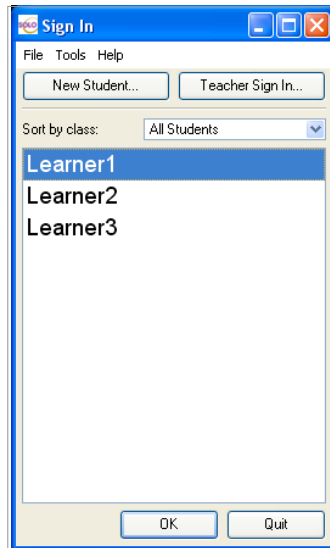 SOLO Sign In
File Tools Help
New Student... Teacher Sign In...
Sort by class: All Students
Learner1
Learner2
Learner3
OK Quit